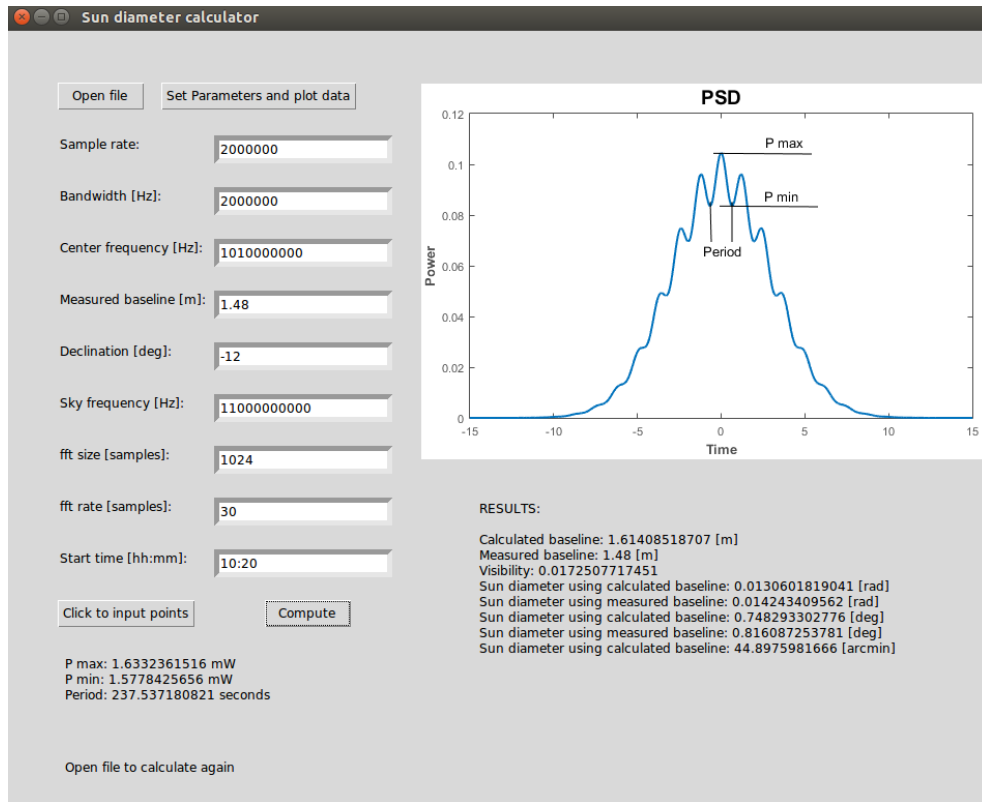 Sun diameter calculator
Open file
Set Parameters and plot data
Sample rate:
2000000
Bandwidth [Hz]:
2000000
Center frequency [Hz]:
1010000000
Measured baseline [m]:
1.48
Declination [deg]:
-12
Sky frequency [Hz]:
11000000000
fft size [samples]:
1024
fft rate [samples]:
30
Start time [hh:mm]:
10:20
Click to input points
Compute
P max: 1.6332361516 mW
P min: 1.5778425656 mW
Period: 237.537180821 seconds
Open file to calculate again
PSD
0.12
0.1
0.08
0.06
0.04
0.02
0
Power
P max
P min
Period
-15
-10
-5
0
5
10
15
Time
RESULTS:
Calculated baseline: 1.61408518707 [m]
Measured baseline: 1.48 [m]
Visibility: 0.0172507717451
Sun diameter using calculated baseline: 0.0130601819041 [rad]
Sun diameter using measured baseline: 0.014243409562 [rad]
Sun diameter using calculated baseline: 0.748293302776 [deg]
Sun diameter using measured baseline: 0.816087253781 [deg]
Sun diameter using calculated baseline: 44.8975981666 [arcmin]